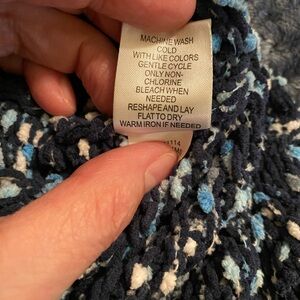 MACHINE WASH
COLD
WITH LIKE COLORS
GENTLE CYCLE
ONLY NON-
CHLORINE
BLEACH WHEN
NEEDED
RESHAPE AND LAY
FLAT TO DRY
WARM IRON IF NEEDED
114